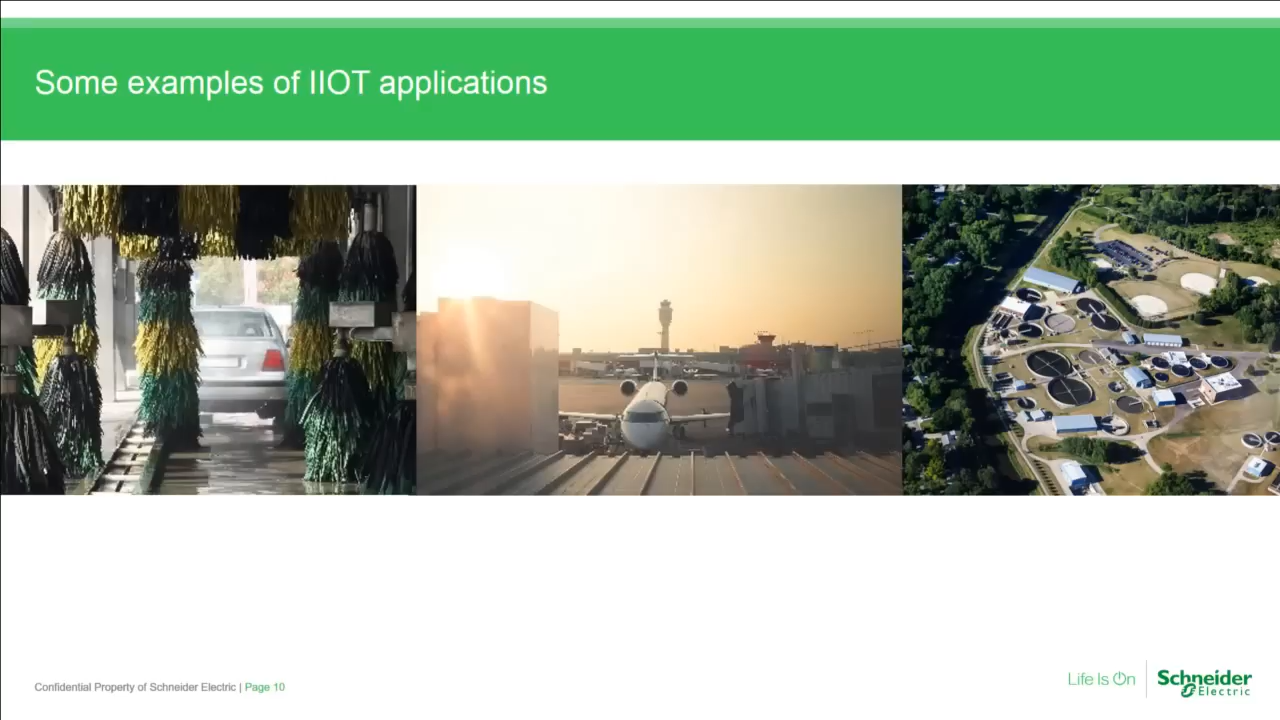 Some examples of IIOT applications
Confidential Property of Schneider Electric | Page 10
Life Is On
Schneider
Electric